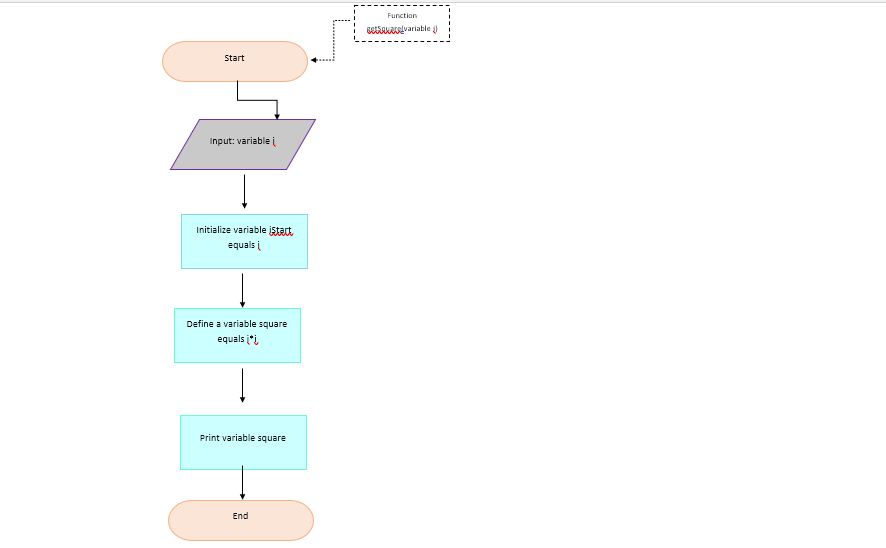 Function
getSquare(variable i)
Start
Input: variable i
Initialize variable iStart
equals i
Define a variable square
equals i*i
Print variable square
End